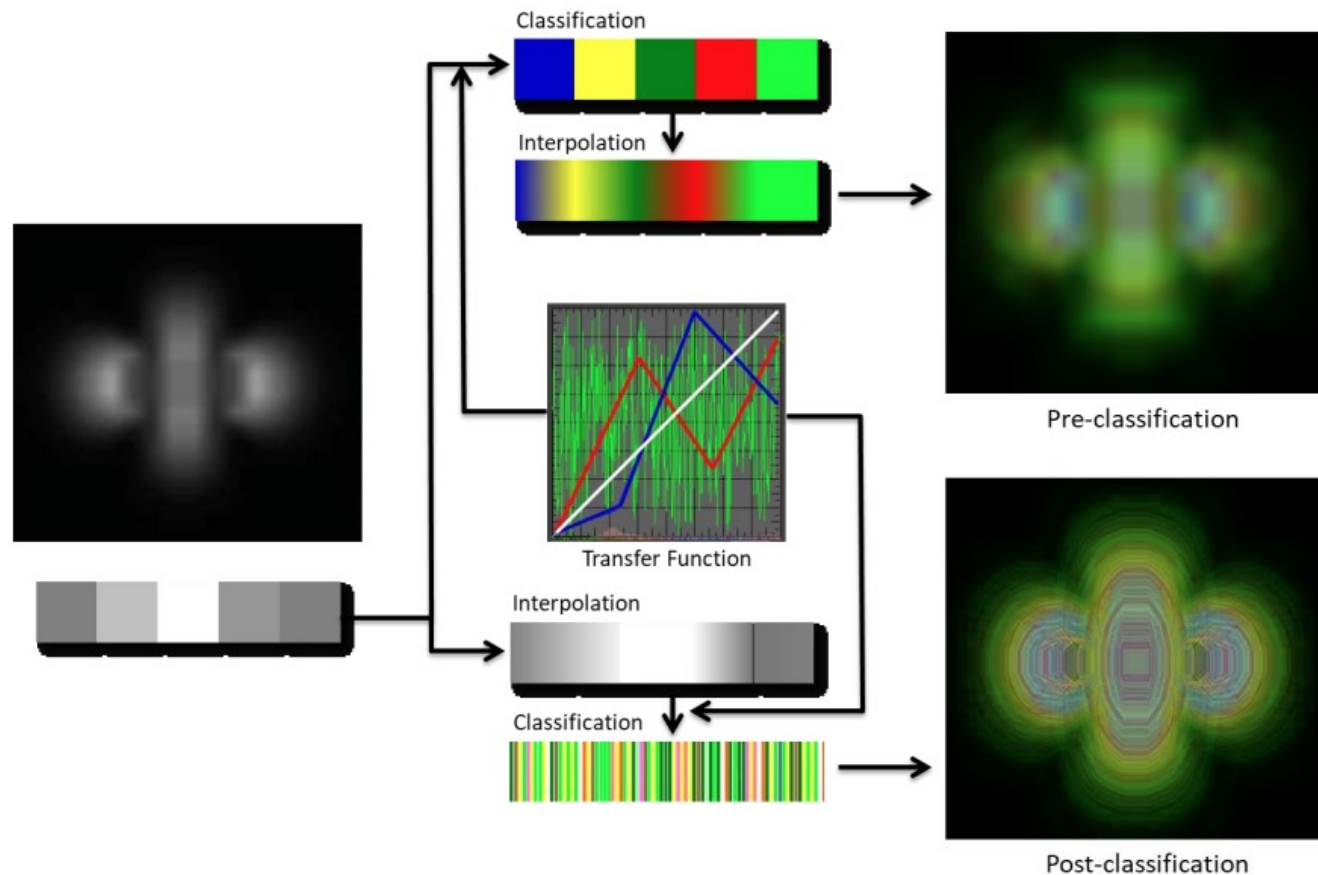 Classification
Interpolation
Pre-classification
Transfer Function
Interpolation
Classification
Post-classification